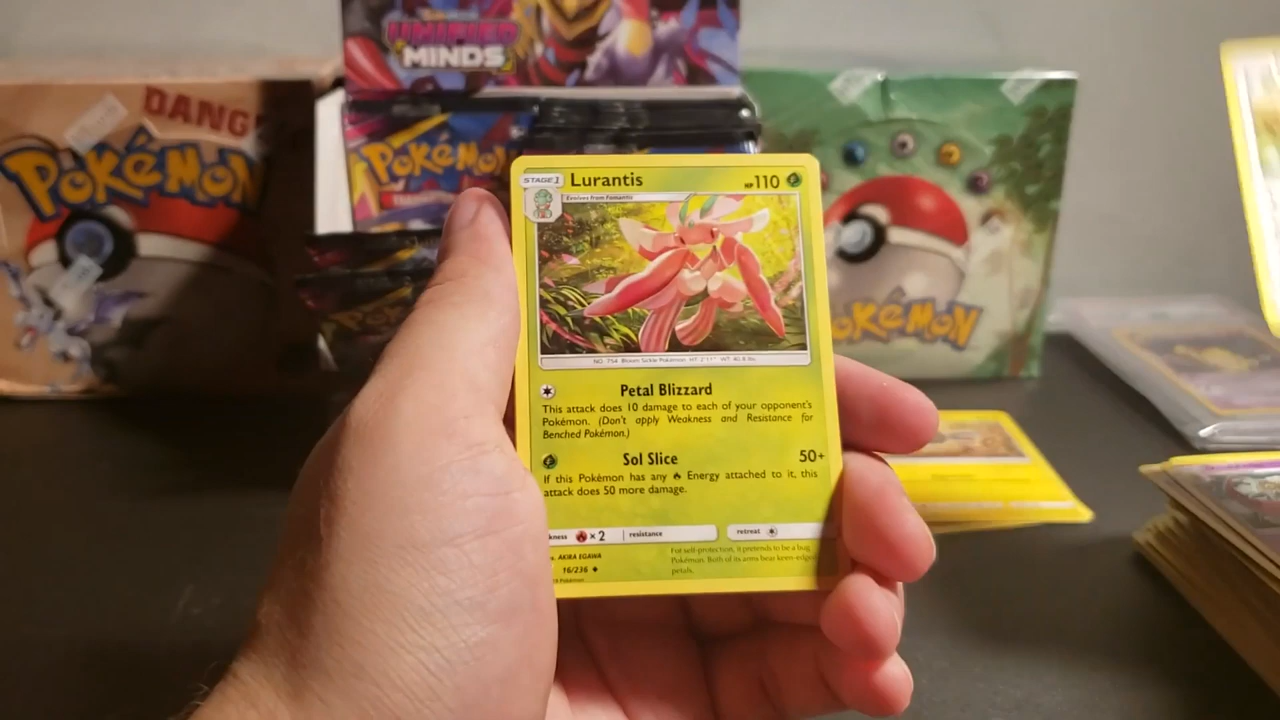 UNIFIED
MINDS
DANG
POKÉMON
POKÉMON
OKÉMON
STAGE 1 Lurantis HP 110
Evolves from Fomantis
NO. 754 Bloom Sickle Pokémon HT: 2'11" WT: 40.8 lbs.
Petal Blizzard
This attack does 10 damage to each of your opponent's
Pokémon. (Don't apply Weakness and Resistance for
Benched Pokémon.)
Sol Slice 50+
If this Pokémon has any Energy attached to it, this
attack does 50 more damage.
kness ×2 resistance retreat
s. AKIRA EGAWA
16/236
Pokémon
For self-protection, it pretends to be a bug
Pokémon. Both of its arms bear keen-edge
petals.